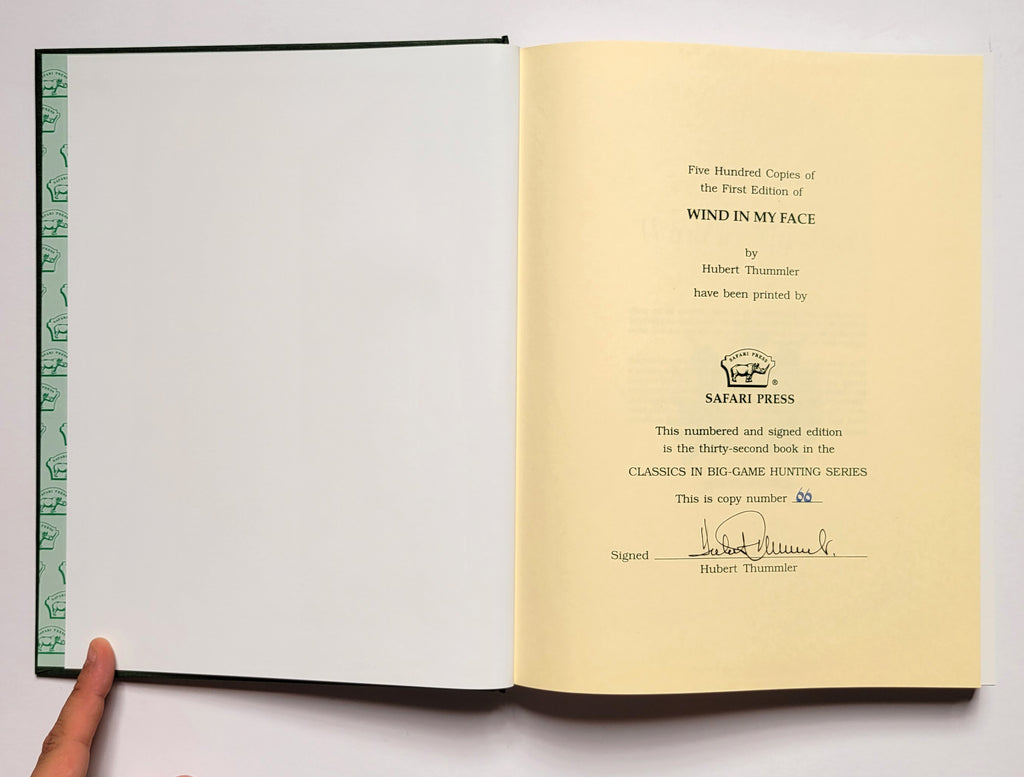 Five Hundred Copies of
the First Edition of
WIND IN MY FACE
by
Hubert Thummler
have been printed by
SAFARI PRESS
®
SAFARI PRESS
This numbered and signed edition
is the thirty-second book in the
CLASSICS IN BIG-GAME HUNTING SERIES
This is copy number 66
Signed
Hubert Thummler